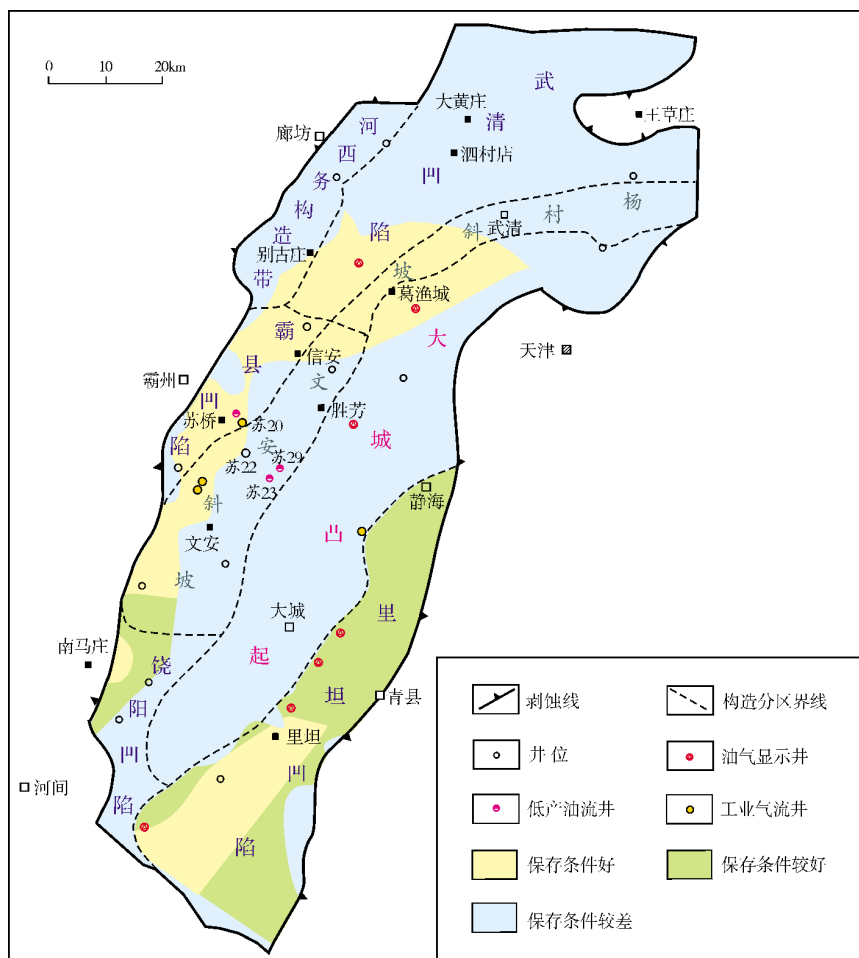 0 10 20km
武清凹陷
大黄庄
王草庄
泗村店
廊坊
河西务构造带
杨村斜坡
武清
别古庄
葛渔城
霸县凹陷
信安
大城凸起
天津
霸州
文安斜坡
胜芳
苏桥
苏20
苏22
苏29
苏23
静海
文安
大城
里坦凹陷
南马庄
饶阳凹陷
青县
里坦
河间
剥蚀线
构造分区界线
井位
油气显示井
低产油流井
工业气流井
保存条件好
保存条件较好
保存条件较差